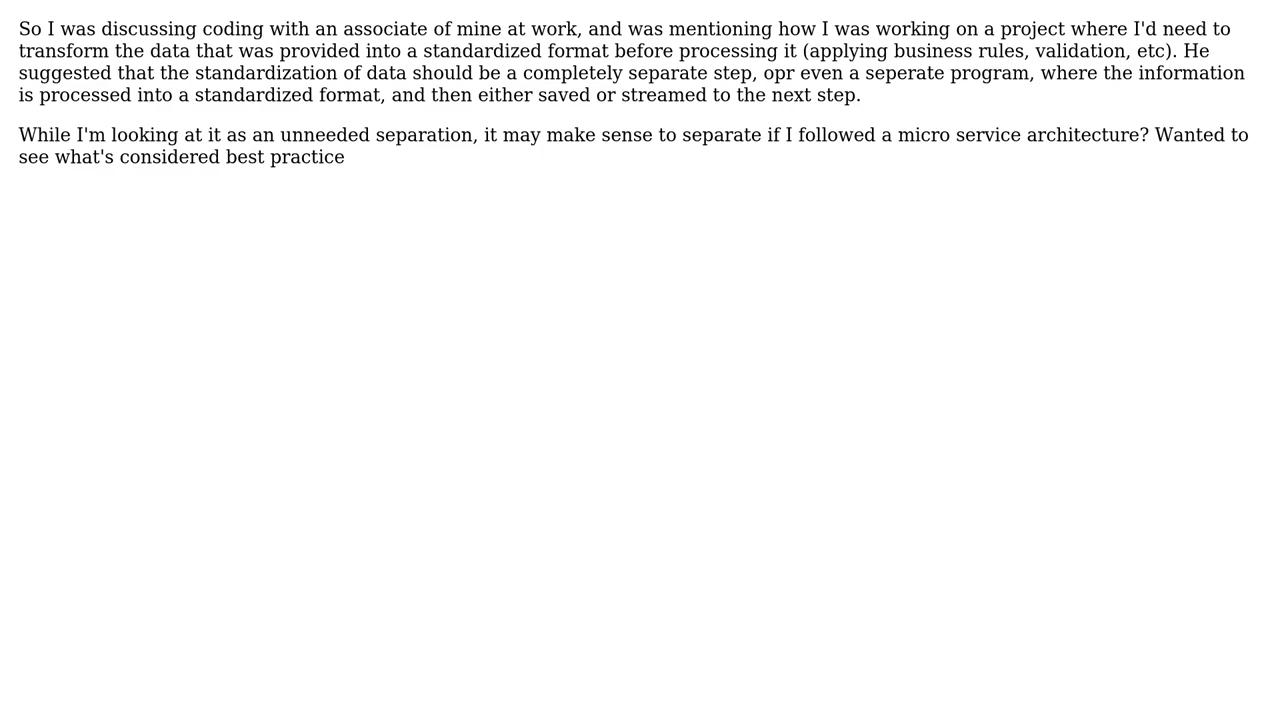 So I was discussing coding with an associate of mine at work, and was mentioning how I was working on a project where I'd need to
transform the data that was provided into a standardized format before processing it (applying business rules, validation, etc). He
suggested that the standardization of data should be a completely separate step, opr even a seperate program, where the information
is processed into a standardized format, and then either saved or streamed to the next step.
While I'm looking at it as an unneeded separation, it may make sense to separate if I followed a micro service architecture? Wanted to
see what's considered best practice